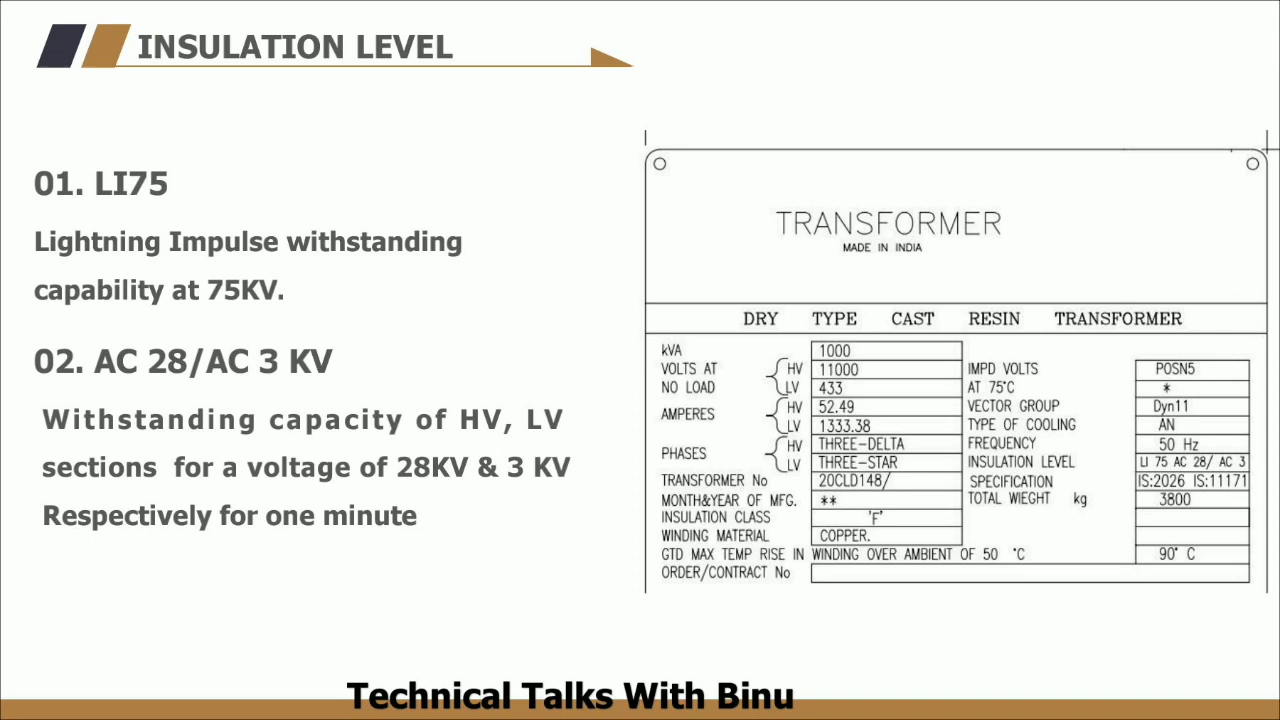 INSULATION LEVEL
01. LI75
Lightning Impulse withstanding
capability at 75KV.
02. AC 28/AC 3 KV
Withstanding capacity of HV, LV
sections for a voltage of 28KV & 3 KV
Respectively for one minute
TRANSFORMER
MADE IN INDIA
DRY TYPE CAST RESIN TRANSFORMER
kVA 1000
VOLTS AT HV 11000 IMPD VOLTS POSN5
NO LOAD LV 433 AT 75°C *
AMPERES HV 52.49 VECTOR GROUP Dyn11
LV 1333.38 TYPE OF COOLING AN
PHASES HV THREE-DELTA FREQUENCY 50 Hz
LV THREE-STAR INSULATION LEVEL LI 75 AC 28/ AC 3
TRANSFORMER No 20CLD148/ SPECIFICATION IS:2026 IS:11171
MONTH&YEAR OF MFG. ** TOTAL WIEGHT kg 3800
INSULATION CLASS 'F'
WINDING MATERIAL COPPER.
GTD MAX TEMP RISE IN WINDING OVER AMBIENT OF 50 °C 90° C
ORDER/CONTRACT No
Technical Talks With Binu